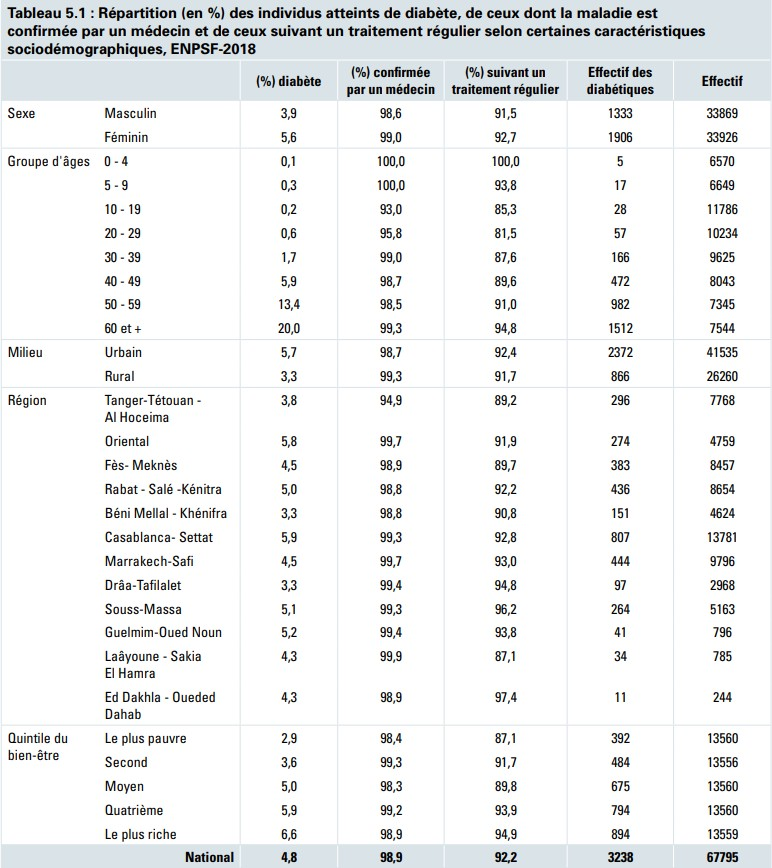 Tableau 5.1 : Répartition (en %) des individus atteints de diabète, de ceux dont la maladie est
confirmée par un médecin et de ceux suivant un traitement régulier selon certaines caractéristiques
sociodémographiques, ENPSF-2018
(%) diabète (%) confirmée par un médecin (%) suivant un traitement régulier Effectif des diabétiques Effectif
Sexe Masculin 3,9 98,6 91,5 1333 33869
Féminin 5,6 99,0 92,7 1906 33926
Groupe d'âges 0 - 4 0,1 100,0 100,0 5 6570
5 - 9 0,3 100,0 93,8 17 6649
10 - 19 0,2 93,0 85,3 28 11786
20 - 29 0,6 95,8 81,5 57 10234
30 - 39 1,7 99,0 87,6 166 9625
40 - 49 5,9 98,7 89,6 472 8043
50 - 59 13,4 98,5 91,0 982 7345
60 et + 20,0 99,3 94,8 1512 7544
Milieu Urbain 5,7 98,7 92,4 2372 41535
Rural 3,3 99,3 91,7 866 26260
Région Tanger-Tétouan - 3,8 94,9 89,2 296 7768
Al Hoceima
Oriental 5,8 99,7 91,9 274 4759
Fès- Meknès 4,5 98,9 89,7 383 8457
Rabat - Salé -Kénitra 5,0 98,8 92,2 436 8654
Béni Mellal - Khénifra 3,3 98,8 90,8 151 4624
Casablanca- Settat 5,9 99,3 92,8 807 13781
Marrakech-Safi 4,5 99,7 93,0 444 9796
Drâa-Tafilalet 3,3 99,4 94,8 97 2968
Souss-Massa 5,1 99,3 96,2 264 5163
Guelmim-Oued Noun 5,2 99,4 93,8 41 796
Laâyoune - Sakia 4,3 99,9 87,1 34 785
El Hamra
Ed Dakhla - Oueded 4,3 98,9 97,4 11 244
Dahab
Quintile du Le plus pauvre 2,9 98,4 87,1 392 13560
bien-être Second 3,6 99,3 91,7 484 13556
Moyen 5,0 98,3 89,8 675 13560
Quatrième 5,9 99,2 93,9 794 13560
Le plus riche 6,6 98,9 94,9 894 13559
National 4,8 98,9 92,2 3238 67795